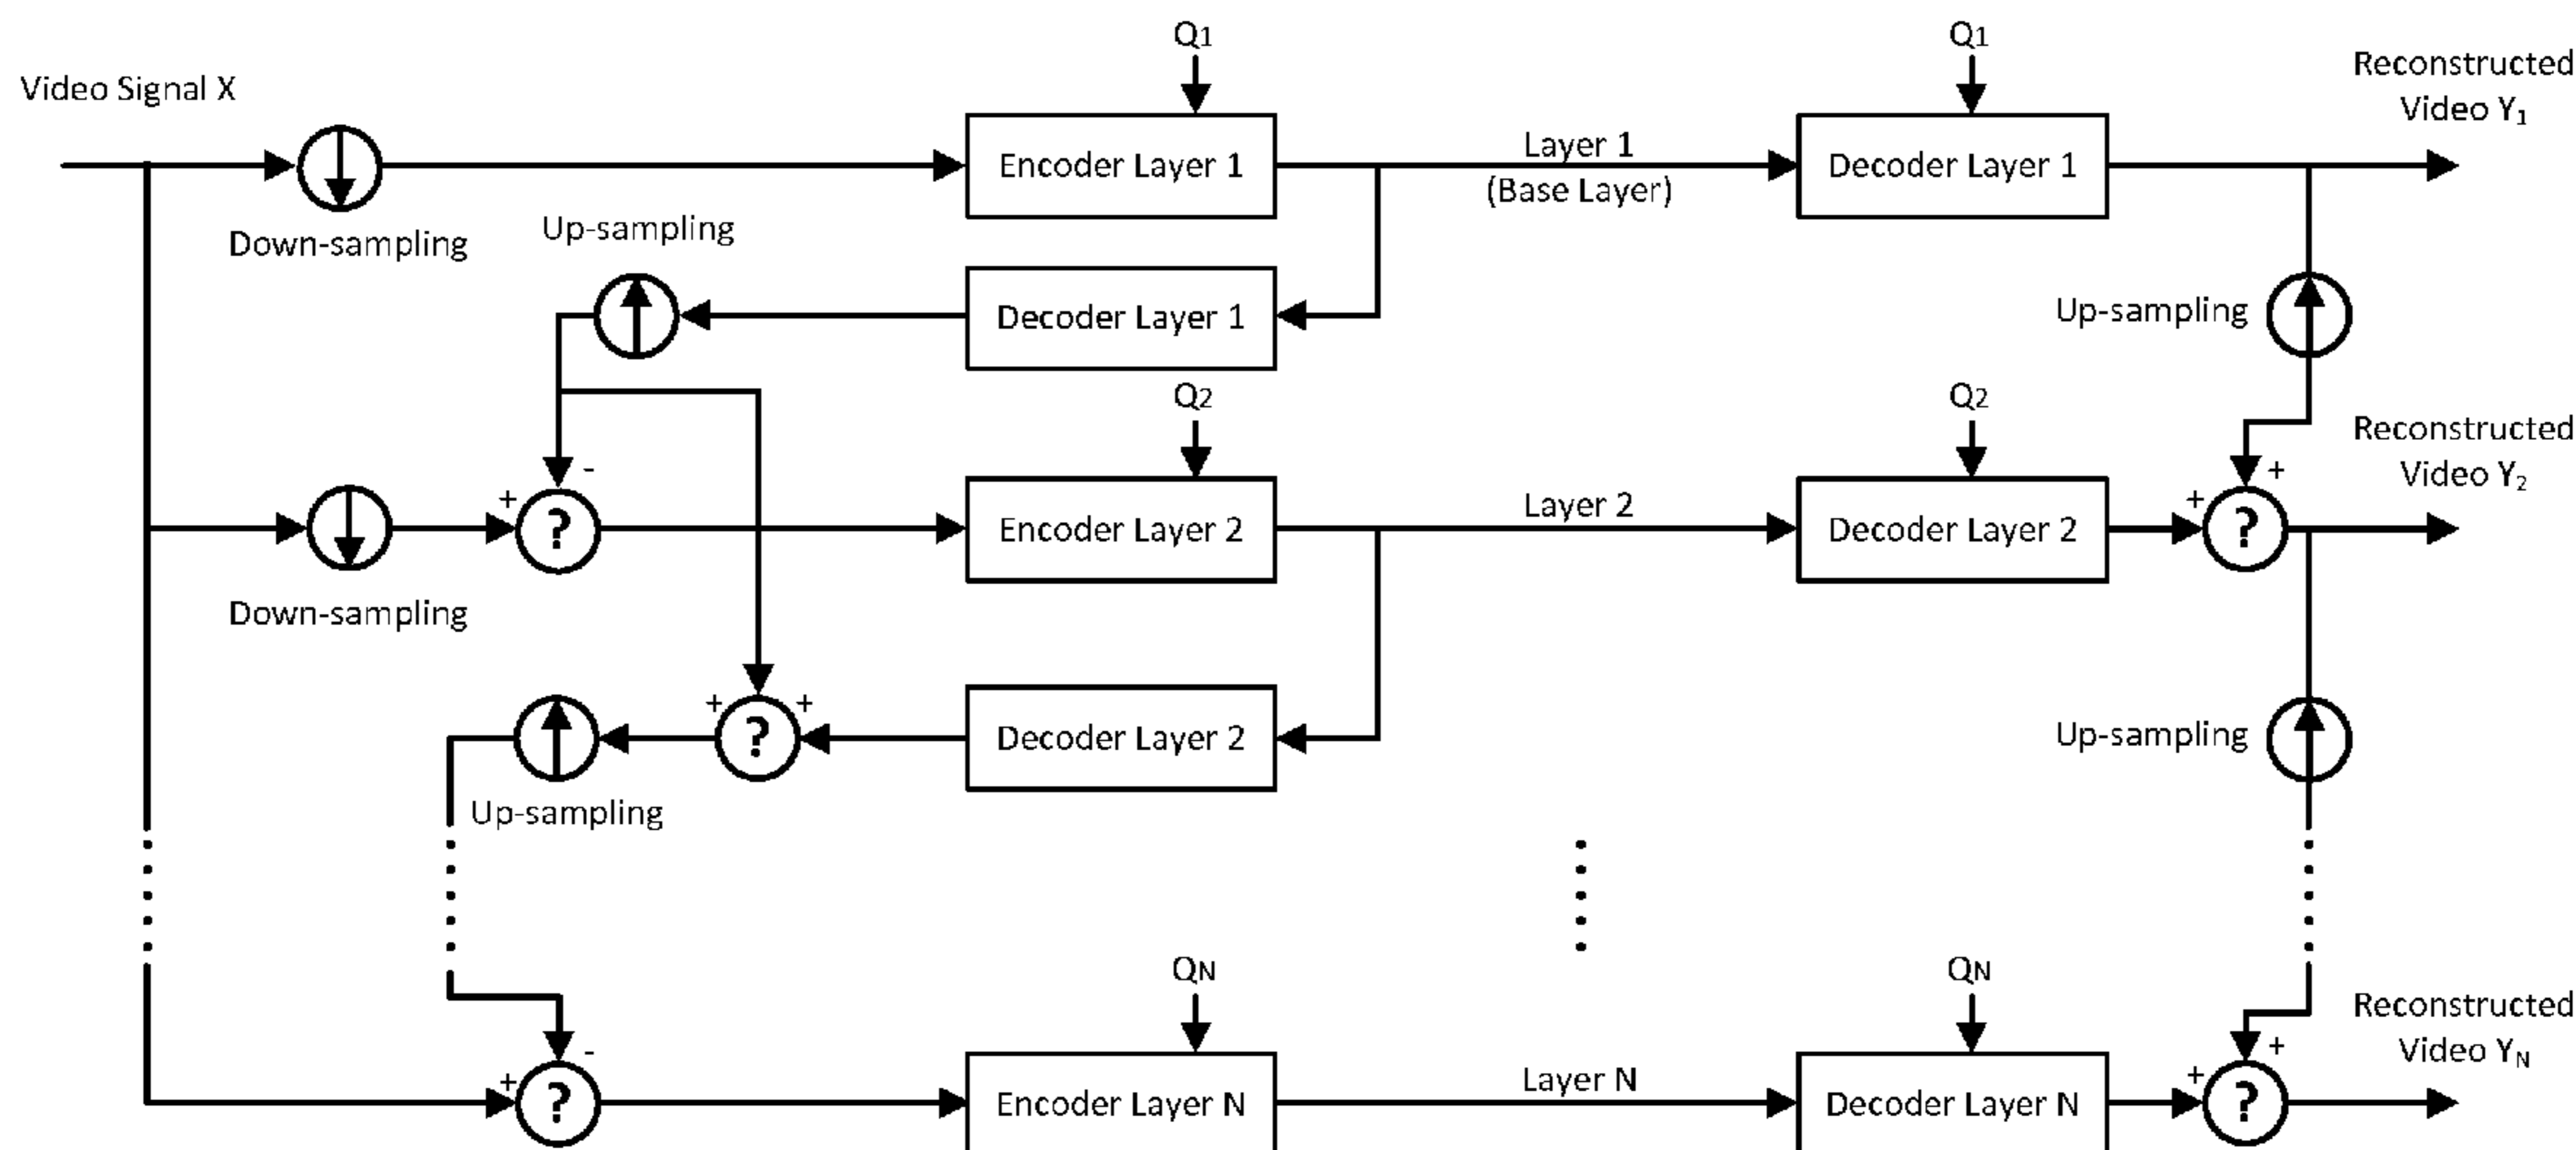 Q1
Q1
Video Signal X
Reconstructed
Video Y1
Encoder Layer 1
Layer 1
(Base Layer)
Decoder Layer 1
Down-sampling
Up-sampling
Decoder Layer 1
Up-sampling
Q2
Q2
Reconstructed
Video Y2
-
+
+
+
?
Encoder Layer 2
Layer 2
Decoder Layer 2
?
Down-sampling
+
+
?
Decoder Layer 2
Up-sampling
Up-sampling
QN
QN
Reconstructed
Video YN
-
+
+
+
?
Encoder Layer N
Layer N
Decoder Layer N
?